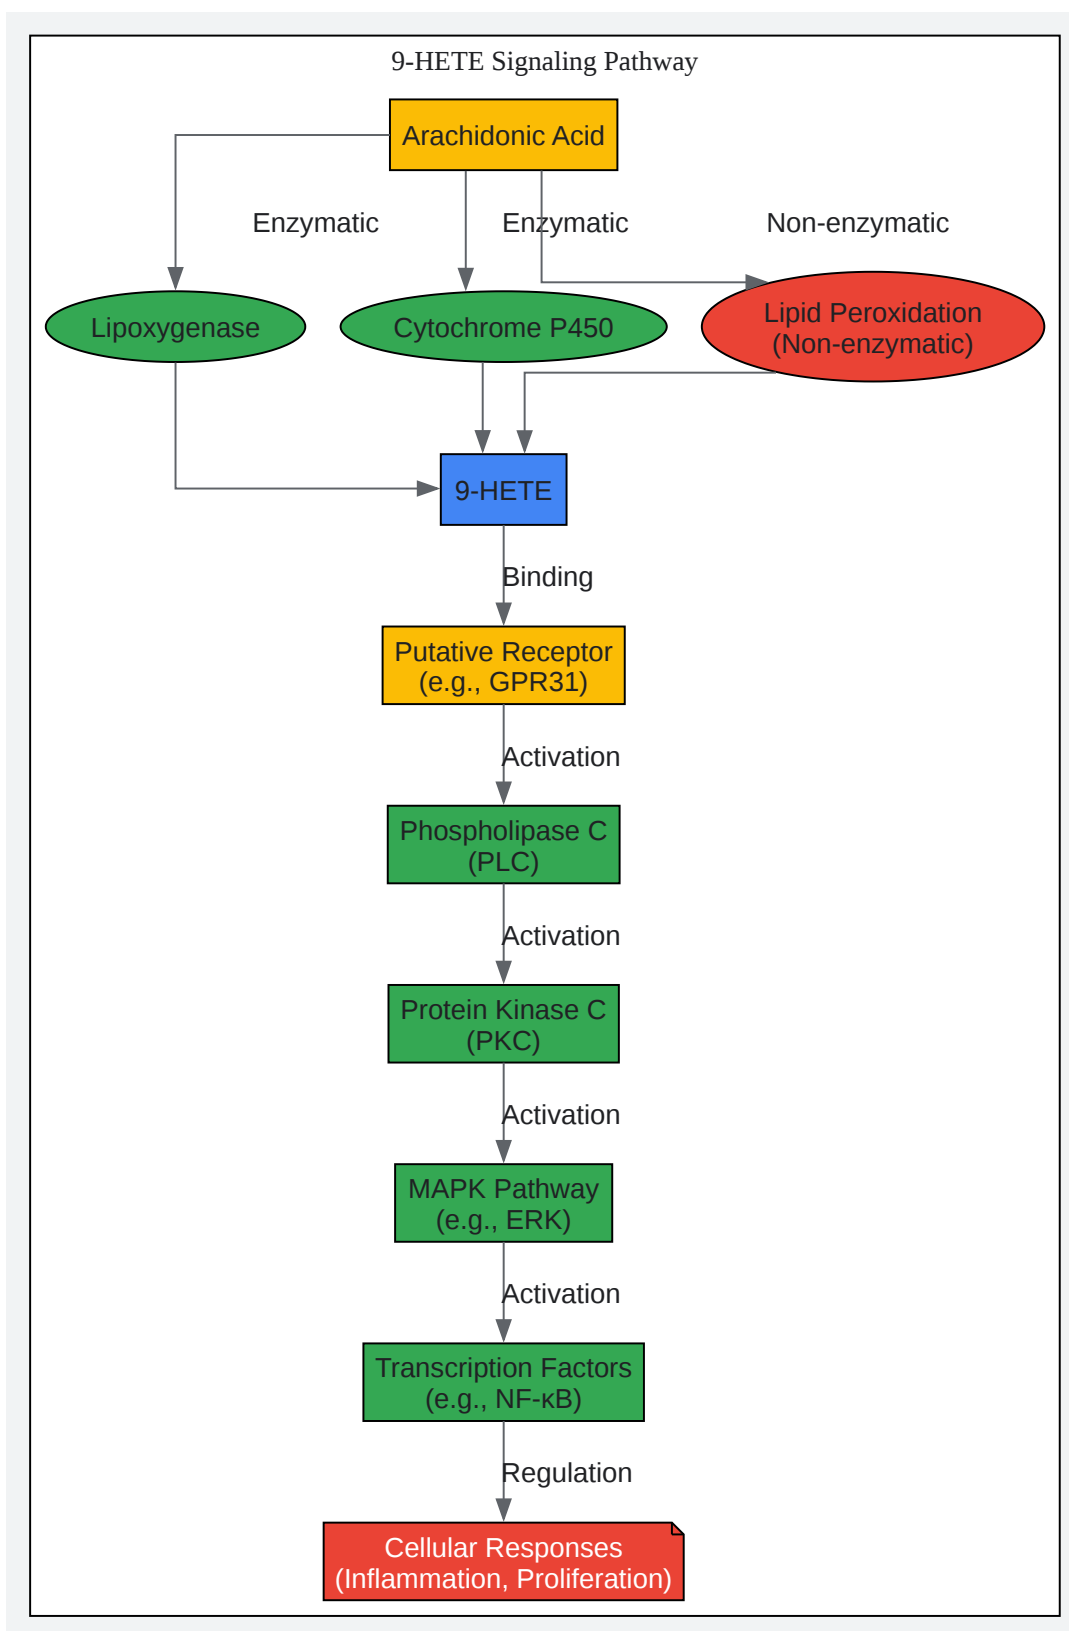 9-HETE Signaling Pathway
Arachidonic Acid
Enzymatic
Enzymatic
Non-enzymatic
Lipoxygenase
Cytochrome P450
Lipid Peroxidation
(Non-enzymatic)
9-HETE
Binding
Putative Receptor
(e.g., GPR31)
Activation
Phospholipase C
(PLC)
Activation
Protein Kinase C
(PKC)
Activation
MAPK Pathway
(e.g., ERK)
Activation
Transcription Factors
(e.g., NF-κB)
Regulation
Cellular Responses
(Inflammation, Proliferation)